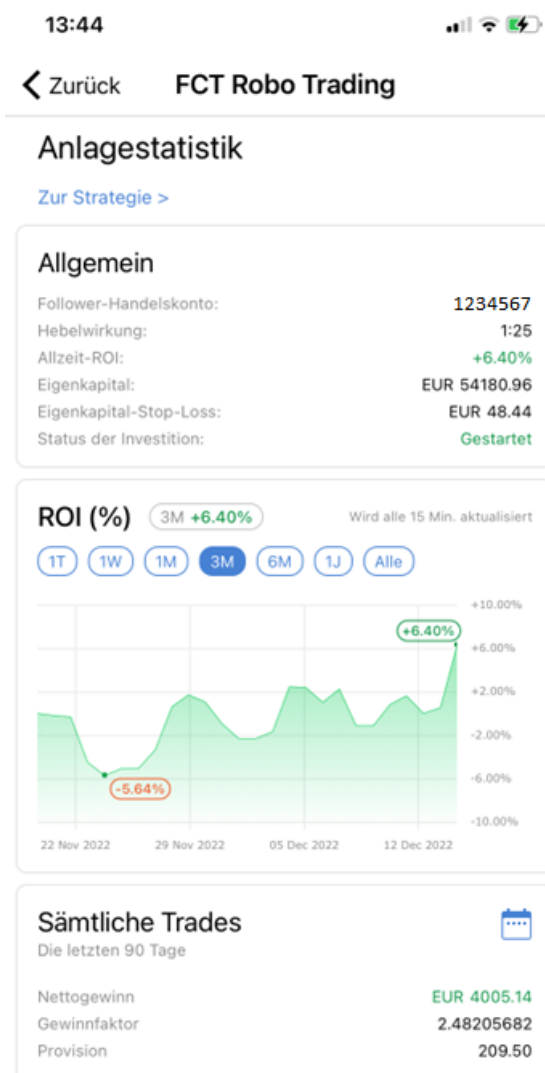 13:44
Zurück FCT Robo Trading
Anlagestatistik
Zur Strategie >
Allgemein
Follower-Handelskonto: 1234567
Hebelwirkung: 1:25
Allzeit-ROI: +6.40%
Eigenkapital: EUR 54180.96
Eigenkapital-Stop-Loss: EUR 48.44
Status der Investition: Gestartet
ROI (%) 3M +6.40% Wird alle 15 Min. aktualisiert
1T 1W 1M 3M 6M 1J Alle
+10.00%
+6.40%
+6.00%
+2.00%
-2.00%
-6.00%
-5.64%
-10.00%
22 Nov 2022 29 Nov 2022 05 Dec 2022 12 Dec 2022
Sämtliche Trades
Die letzten 90 Tage
Nettogewinn EUR 4005.14
Gewinnfaktor 2.48205682
Provision 209.50